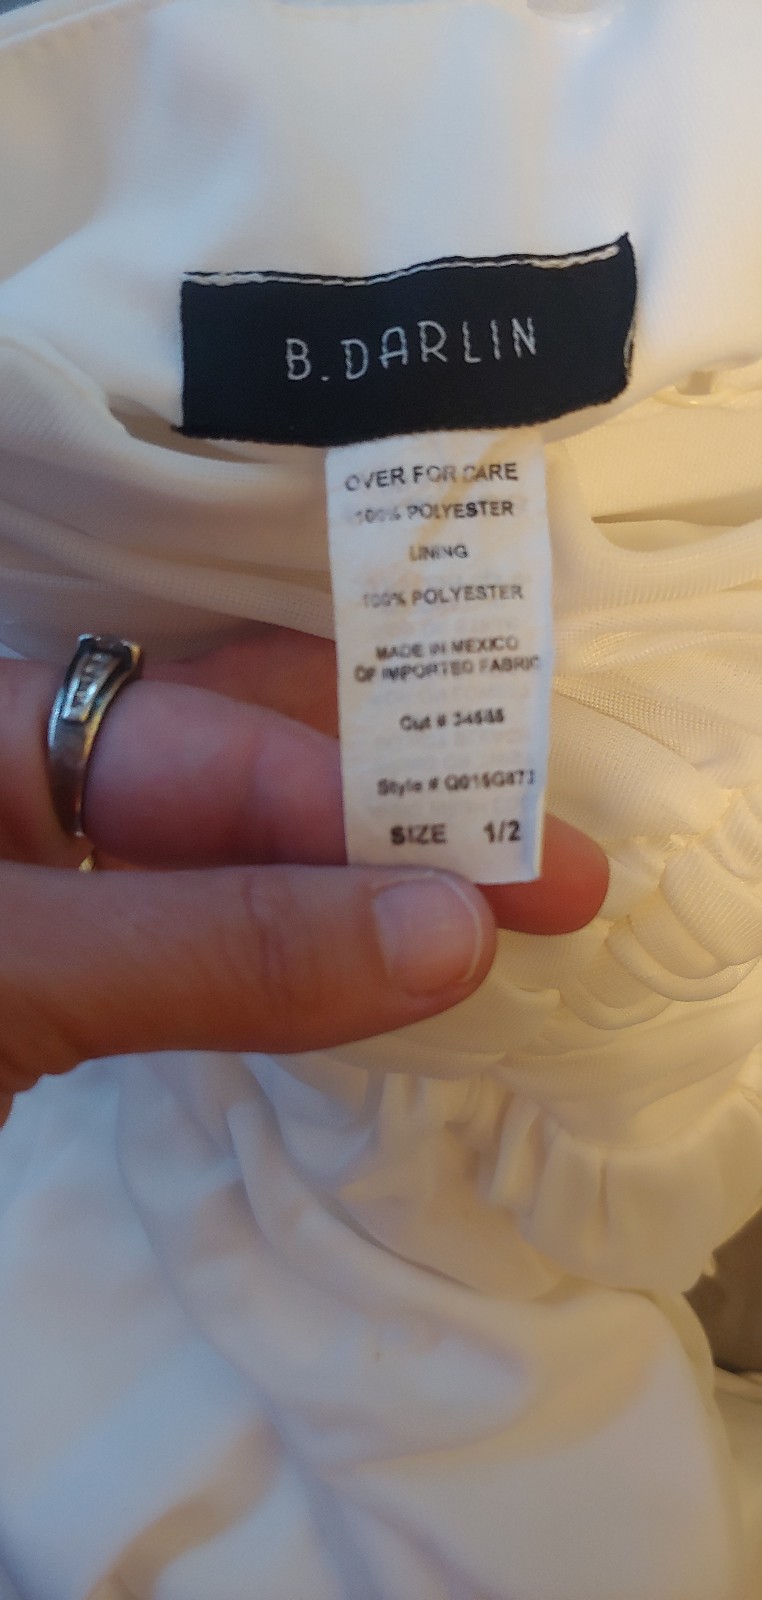 B. DARLIN
OVER FOR CARE
100% POLYESTER
LINING
100% POLYESTER
MADE IN MEXICO
OF IMPORTED FABRIC
Cut #
Style #
SIZE 1/2